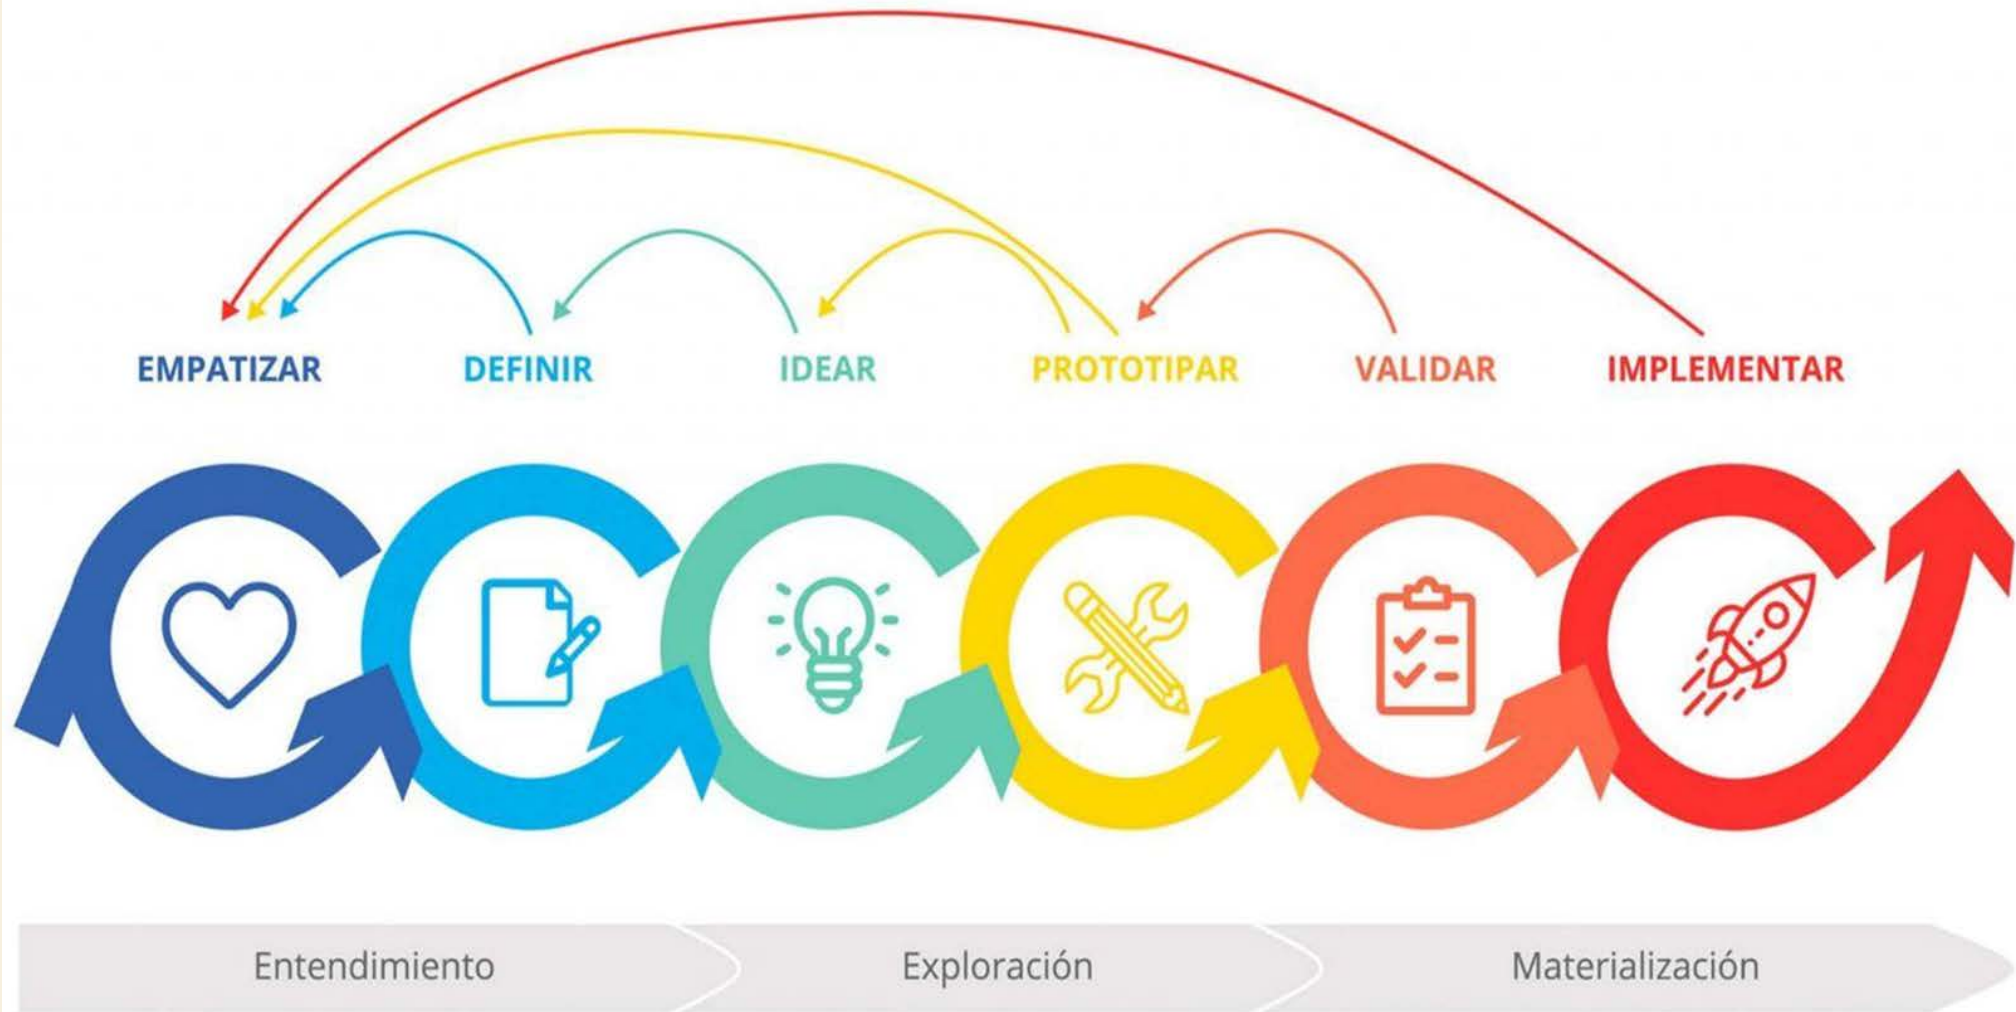 EMPATIZAR DEFINIR IDEAR PROTOTIPAR VALIDAR IMPLEMENTAR
Entendimiento Exploración Materialización